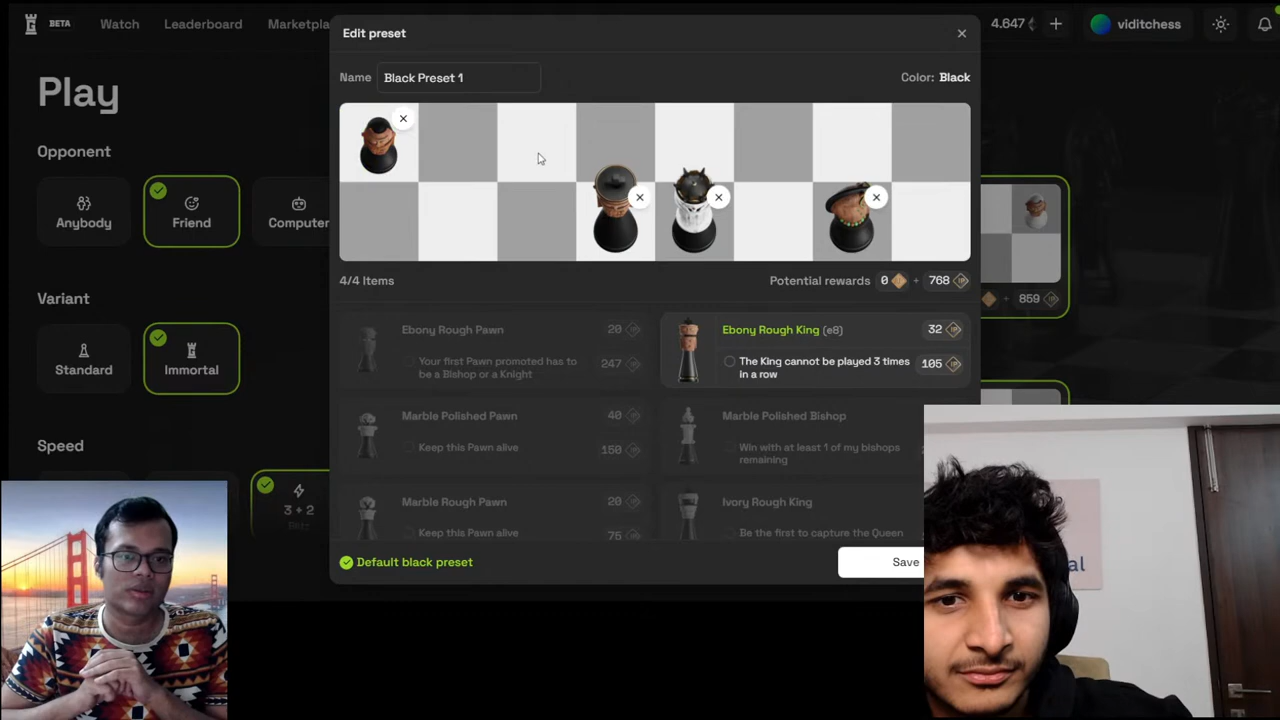 BETA Watch Leaderboard Marketpla
Edit preset
4.647
viditchess
Play
Name Black Preset 1
Color: Black
Opponent
Anybody
Friend
Computer
4/4 Items
Potential rewards 0 + 768
859
Variant
Standard
Immortal
Ebony Rough Pawn 20
Your first Pawn promoted has to
be a Bishop or a Knight
247
Ebony Rough King (e8) 32
The King cannot be played 3 times
in a row
105
Marble Polished Pawn 40
Keep this Pawn alive 150
Marble Polished Bishop
Win with at least 1 of my bishops
remaining
Speed
3 + 2
Marble Rough Pawn 20
Keep this Pawn alive 75
Ivory Rough King
Be the first to capture the Queen
Default black preset
Save
al